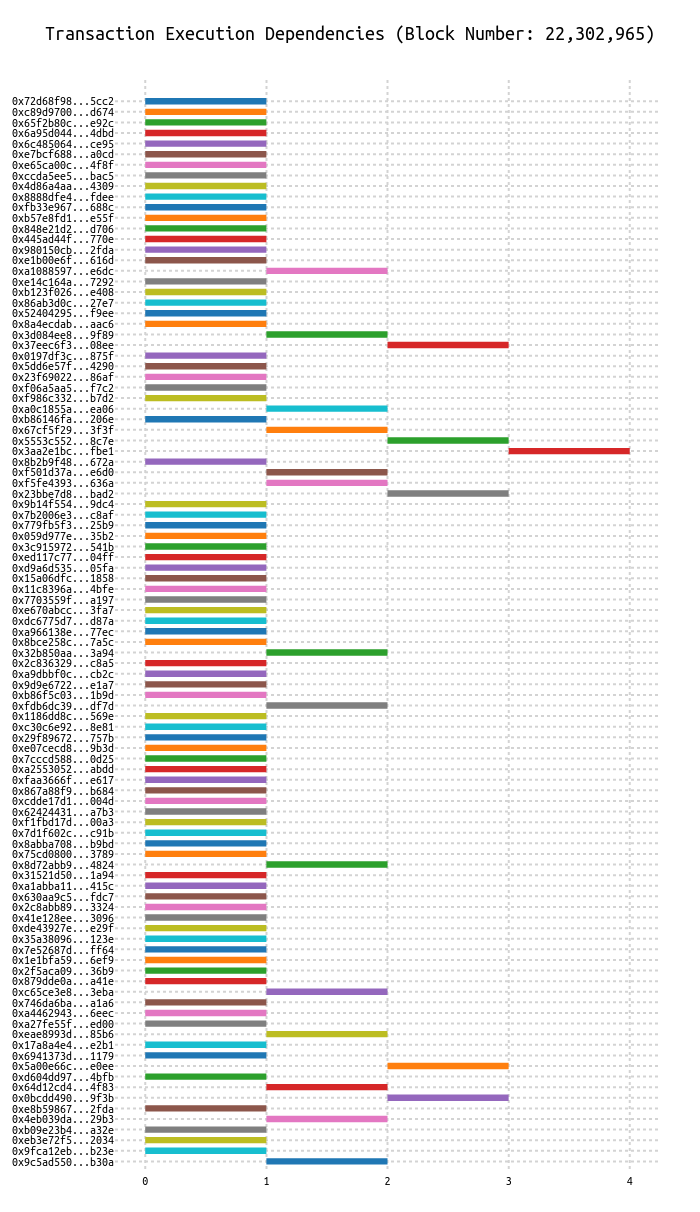 Transaction Execution Dependencies (Block Number: 22,302,965)
0x72d68f98...5cc2
0xc89d9700...d674
0x65f2b80c...e92c
0x6a95d044...4dbd
0x6c485064...ce95
0xe7bcf688...a0cd
0xe65ca00c...4f8f
0xccda5ee5...bac5
0x4d86a4aa...4309
0x8888dfe4...fdee
0xfb33e967...688c
0xb57e8fd1...e55f
0x848e21d2...d706
0x445ad44f...770e
0x980150cb...2fda
0xe1b00e6f...616d
0xa1088597...e6dc
0xe14c164a...7292
0xb123f026...e408
0x86ab3d0c...27e7
0x52404295...f9ee
0x8a4ecdab...aac6
0x3d084ee8...9f89
0x37eec6f3...08ee
0x0197df3c...875f
0x5dd6e57f...4290
0x23f69022...86af
0xf06a5aa5...f7c2
0xf986c332...b7d2
0xa0c1855a...ea06
0xb86146fa...206e
0x67cf5f29...3f3f
0x5553c552...8c7e
0x3aa2e1bc...fbe1
0x8b2b9f48...672a
0xf501d37a...e6d0
0xf5fe4393...636a
0x23bbe7d8...bad2
0x9b14f554...9dc4
0x7b2006e3...c8af
0x779fb5f3...25b9
0x059d977e...35b2
0x3c915972...541b
0xed117c77...04ff
0xd9a6d535...05fa
0x15a06dfc...1858
0x11c8396a...4bfe
0x7703559f...a197
0xe670abcc...3fa7
0xdc6775d7...d87a
0xa966138e...77ec
0x8bce258c...7a5c
0x32b850aa...3a94
0x2c836329...c8a5
0xa9dbbf0c...cb2c
0x9d9e6722...e1a7
0xb86f5c03...1b9d
0xfdb6dc39...df7d
0x1186dd8c...569e
0xc30c6e92...8e81
0x29f89672...757b
0xe07cecd8...9b3d
0x7cccd588...0d25
0xa2553052...abdd
0xfaa3666f...e617
0x867a88f9...b684
0xcdde17d1...004d
0x62424431...a7b3
0xf1fbd17d...00a3
0x7d1f602c...c91b
0x8abba708...b9bd
0x75cd0800...3789
0x8d72abb9...4824
0x31521d50...1a94
0xa1abba11...415c
0x630aa9c5...fdc7
0x2c8abb89...3324
0x41e128ee...3096
0xde43927e...e29f
0x35a38096...123e
0x7e52687d...ff64
0x1e1bfa59...6ef9
0x2f5aca09...36b9
0x879dde0a...a41e
0xc65ce3e8...3eba
0x746da6ba...a1a6
0xa4462943...6eec
0xa27fe55f...ed00
0xeae8993d...85b6
0x17a8a4e4...e2b1
0x6941373d...1179
0x5a00e66c...e0ee
0xd604dd97...4bfb
0x64d12cd4...4f83
0x0bcdd490...9f3b
0xe8b59867...2fda
0x4eb039da...29b3
0xb09e23b4...a32e
0xeb3e72f5...2034
0x9fca12eb...b23e
0x9c5ad550...b30a
0 1 2 3 4